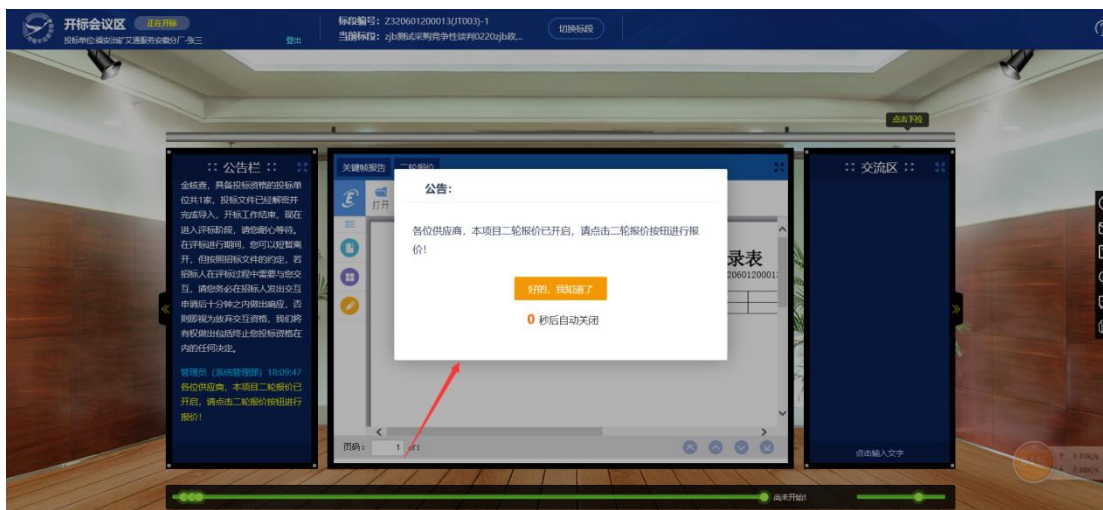 开标会议区
正在开标
登出
标段编号：Z320601200013(JT003)-1
当前标段：zjb测试采购竞争性谈判0220zjb政...
切换标段
点击下拉
:: 公告栏 ::
金核查，具备投标资格的投标单
位共1家，投标文件已经解密并
完成导入，开标工作结束，现在
进入评标阶段，请您耐心等待。
在评标进行期间，您可以短暂离
开，但按照招标文件的约定，若
招标人在评标过程中需要与您交
互，请您务必在招标人发出交互
申请后十分钟之内做出响应，否
则即视为放弃交互资格，我们将
有权做出包括终止您投标资格在
内的任何决定。
管理员（系统管理部）18:09:47
各位供应商，本项目二轮报价已
开启，请点击二轮报价按钮进行
报价！
关键帧报告
二轮报价
打开
公告：
各位供应商，本项目二轮报价已开启，请点击二轮报价按钮进行报
价！
好的，我知道了
0 秒后自动关闭
录表
页码：
1
of1
:: 交流区 ::
点击输入文字
尚未开始!